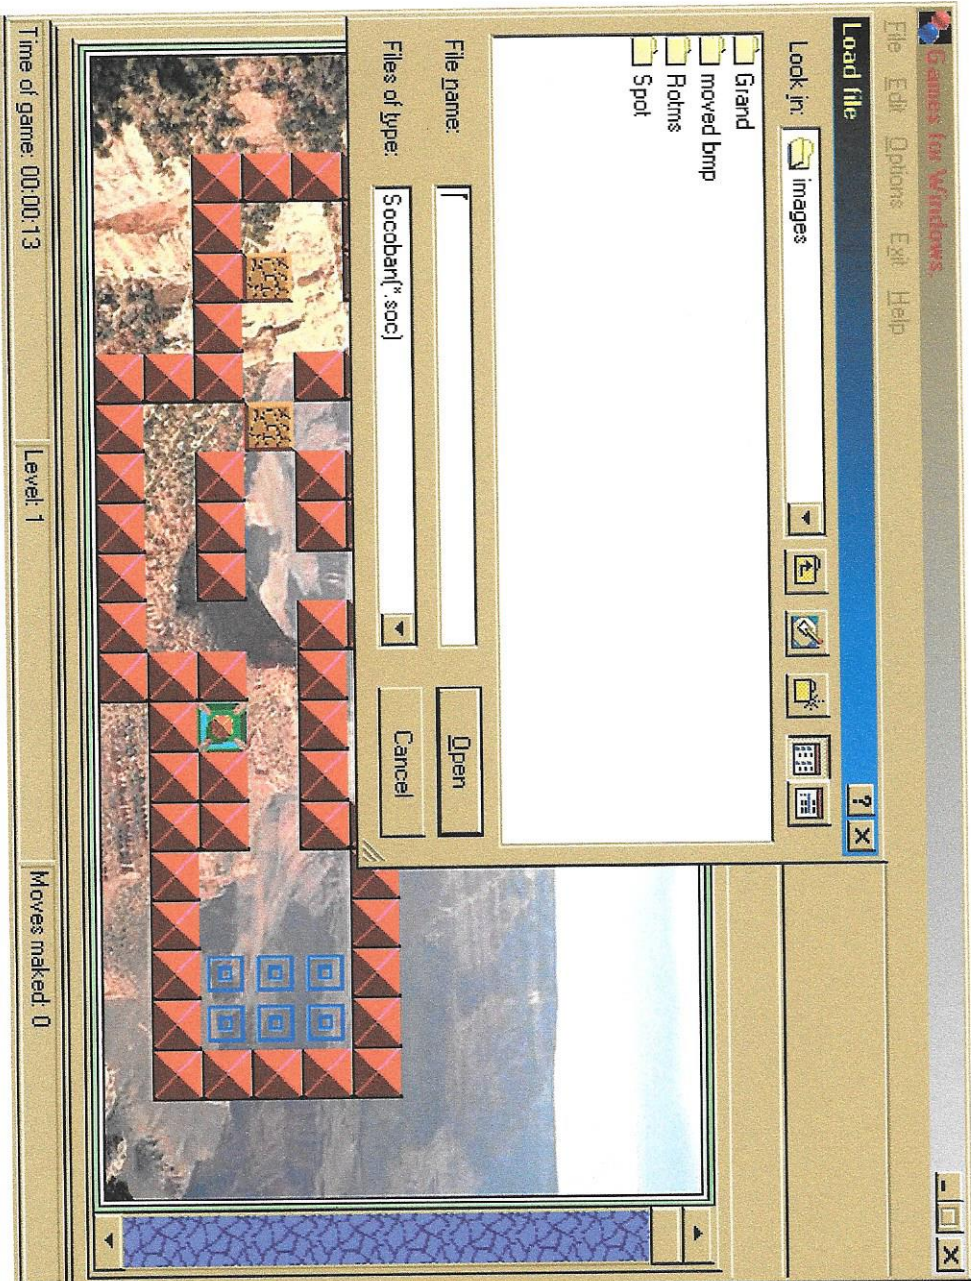 Games for Windows.
File Edit Options Exit Help
Load file
Look in: images
Grand
moved bmp
Rotms
Spot
File name:
Open
Files of type: Socoban(*.soc)
Cancel
Time of game: 00:00:13 Level: 1 Moves maked: 0